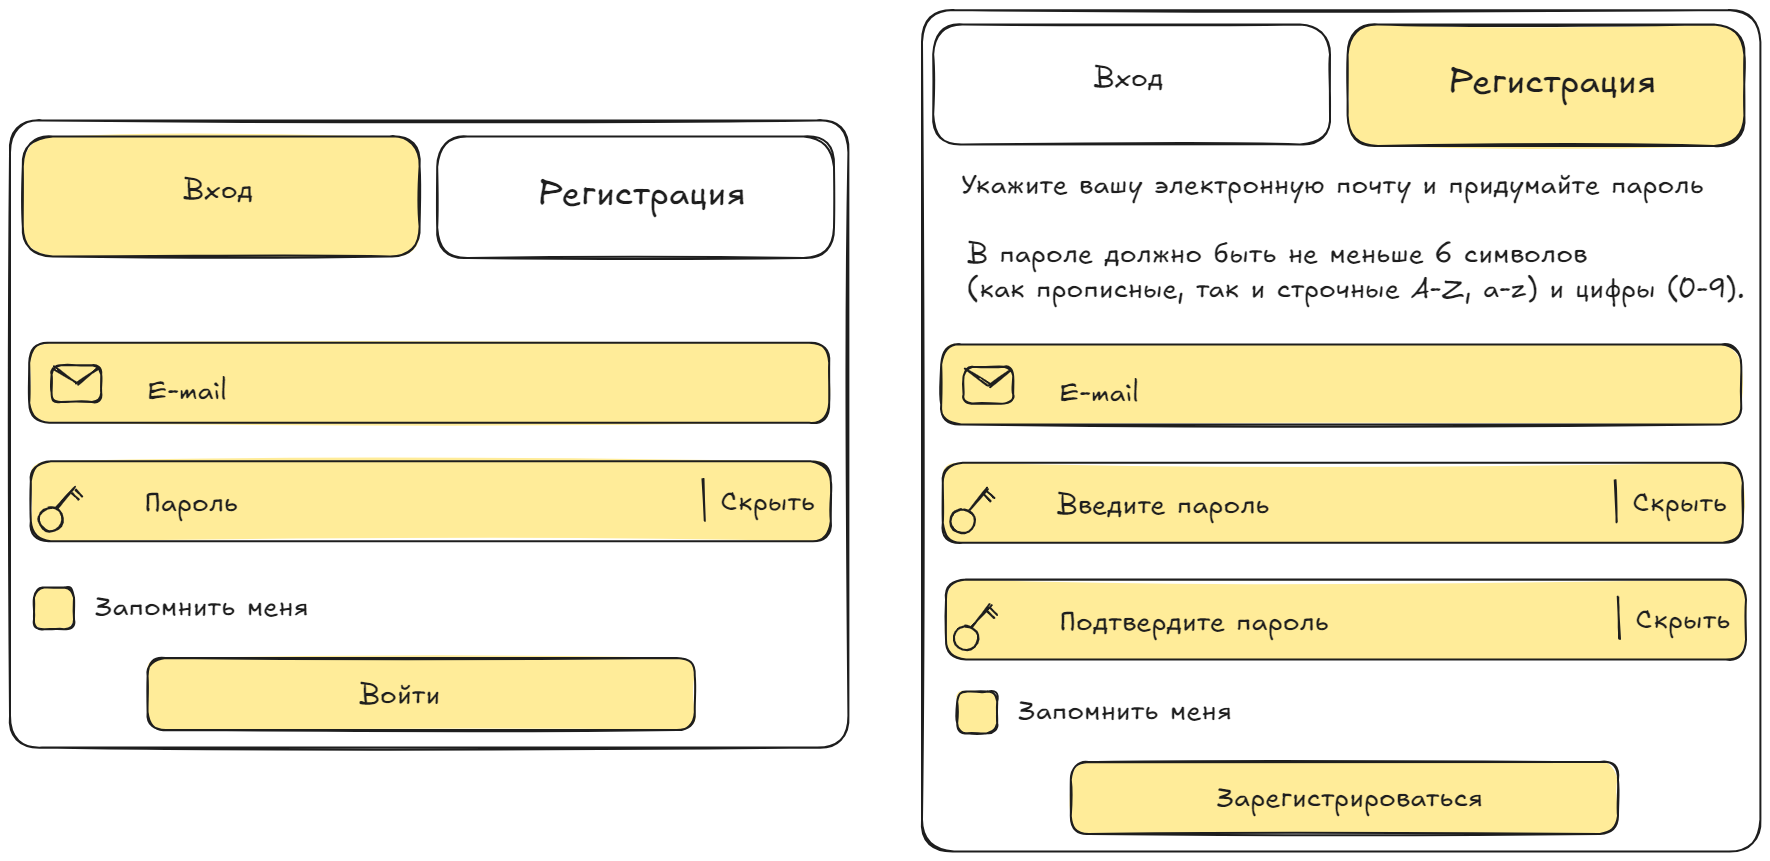 Вход
Регистрация
E-mail
Пароль
Скрыть
Запомнить меня
Войти
Вход
Регистрация
Укажите вашу электронную почту и придумайте пароль
В пароле должно быть не меньше 6 символов
(как прописные, так и строчные A-Z, a-z) и цифры (0-9).
E-mail
Введите пароль
Скрыть
Подтвердите пароль
Скрыть
Запомнить меня
Зарегистрироваться